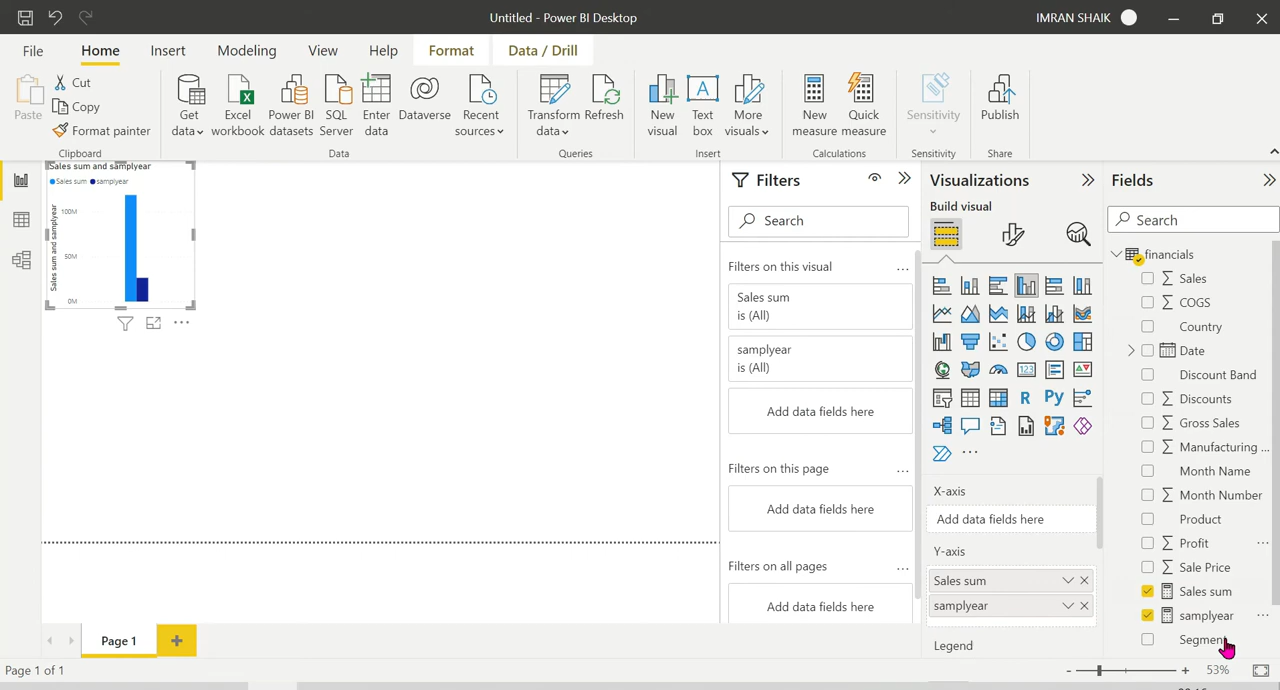 Untitled - Power BI Desktop
IMRAN SHAIK
File
Home
Insert
Modeling
View
Help
Format
Data / Drill
Paste
Cut
Copy
Format painter
Clipboard
Get
data
Excel
workbook
Power BI
datasets
SQL
Server
Enter
data
Dataverse
Recent
sources
Data
Transform
data
Refresh
Queries
New
visual
Text
box
More
visuals
Insert
New
measure
Quick
measure
Calculations
Sensitivity
Sensitivity
Publish
Share
Sales sum and samplyear
Sales sum
samplyear
Sales sum and samplyear
100M
50M
0M
Filters
Search
Filters on this visual
...
Sales sum
is (All)
samplyear
is (All)
Add data fields here
Filters on this page
...
Add data fields here
Filters on all pages
...
Add data fields here
Visualizations
Build visual
123
R
Py
...
X-axis
Add data fields here
Y-axis
Sales sum
samplyear
Legend
Fields
Search
financials
Sales
COGS
Country
Date
Discount Band
Discounts
Gross Sales
Manufacturing ...
Month Name
Month Number
Product
Profit
...
Sale Price
Sales sum
samplyear
...
Segment
Page 1
+
Page 1 of 1
- + 53%